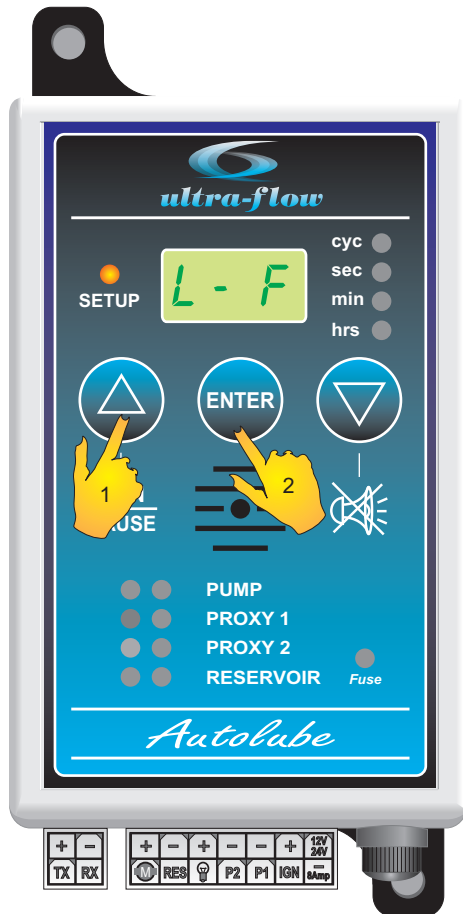 ultra-flow
cyc
sec
min
hrs
SETUP
L - F
ENTER
1
2
PUMP
PROXY 1
PROXY 2
RESERVOIR
Fuse
Autolube
+ - + - + - - + 12V 24V
TX RX M RES P2 P1 IGN - 8Amp